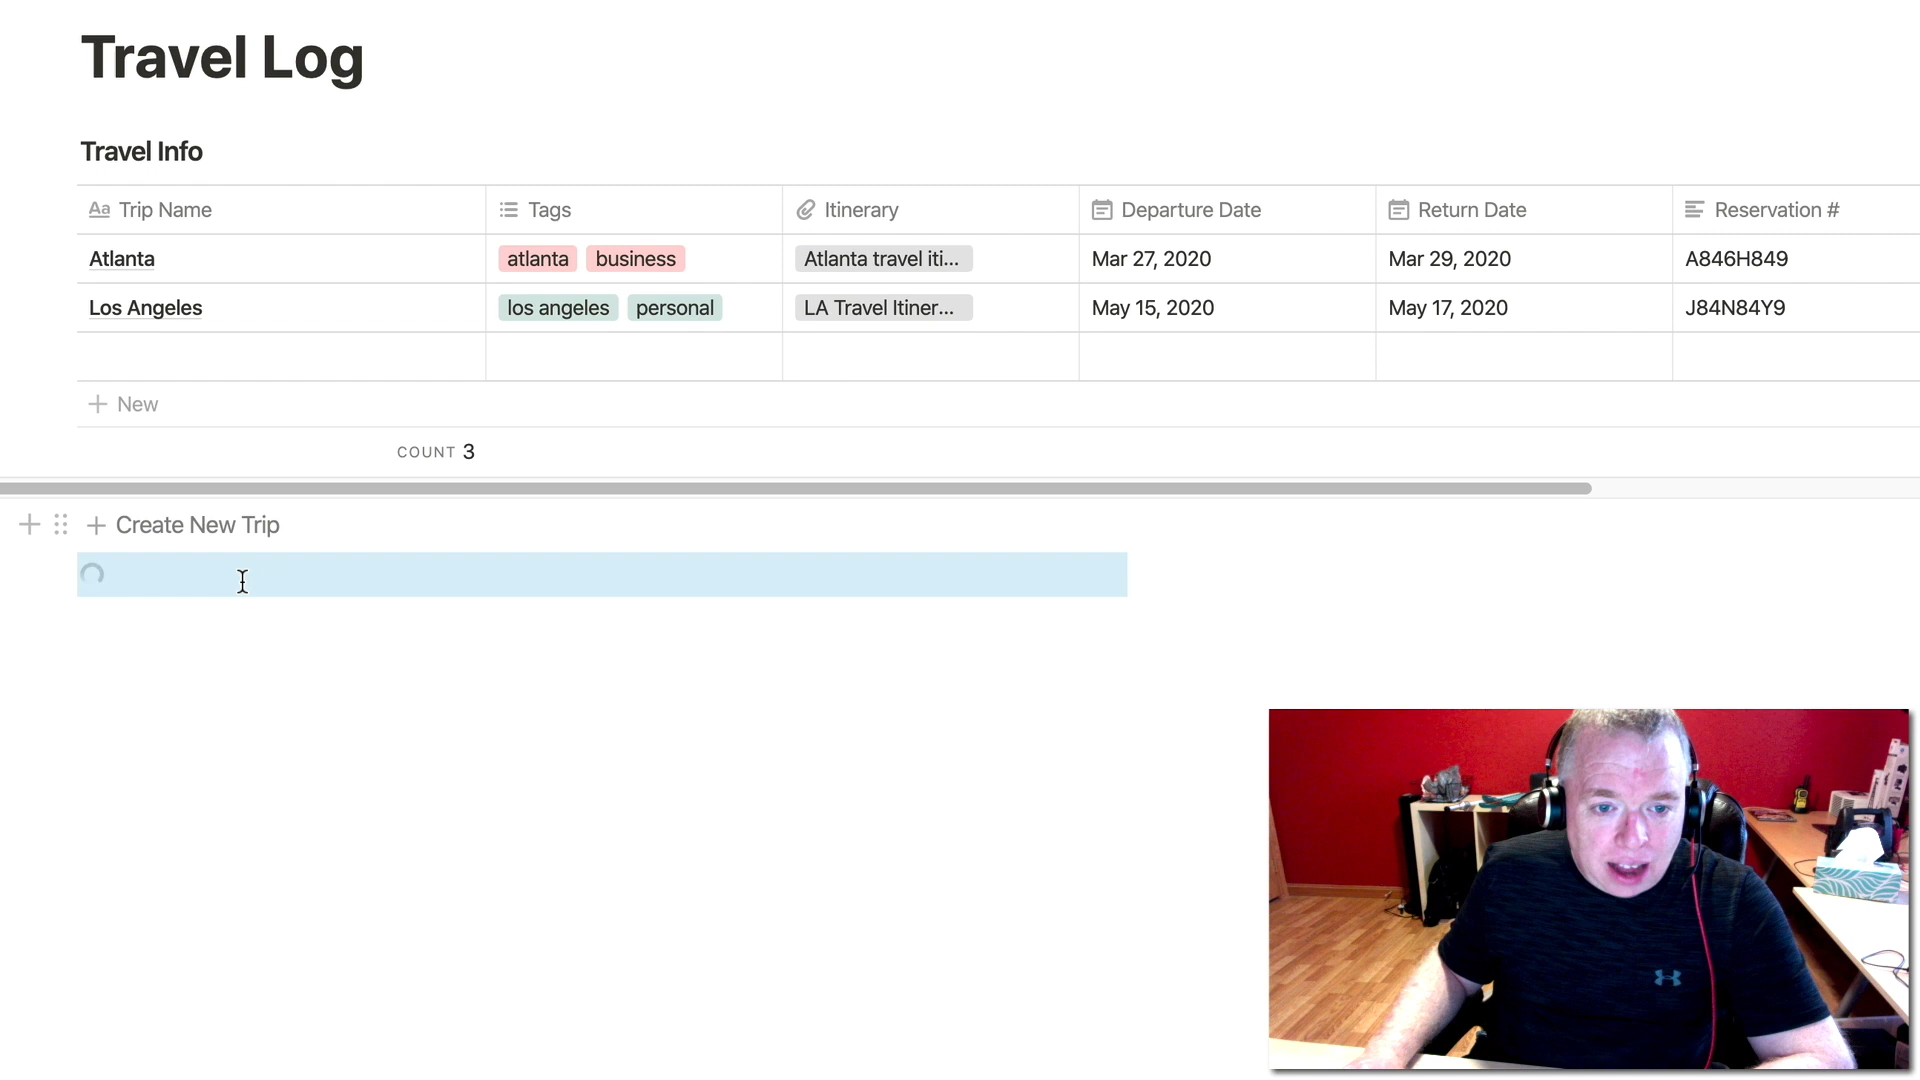 Travel Log
Travel Info
Aa Trip Name Tags Itinerary Departure Date Return Date Reservation #
Atlanta atlanta business Atlanta travel iti... Mar 27, 2020 Mar 29, 2020 A846H849
Los Angeles los angeles personal LA Travel Itiner... May 15, 2020 May 17, 2020 J84N84Y9
+ New
COUNT 3
+ Create New Trip